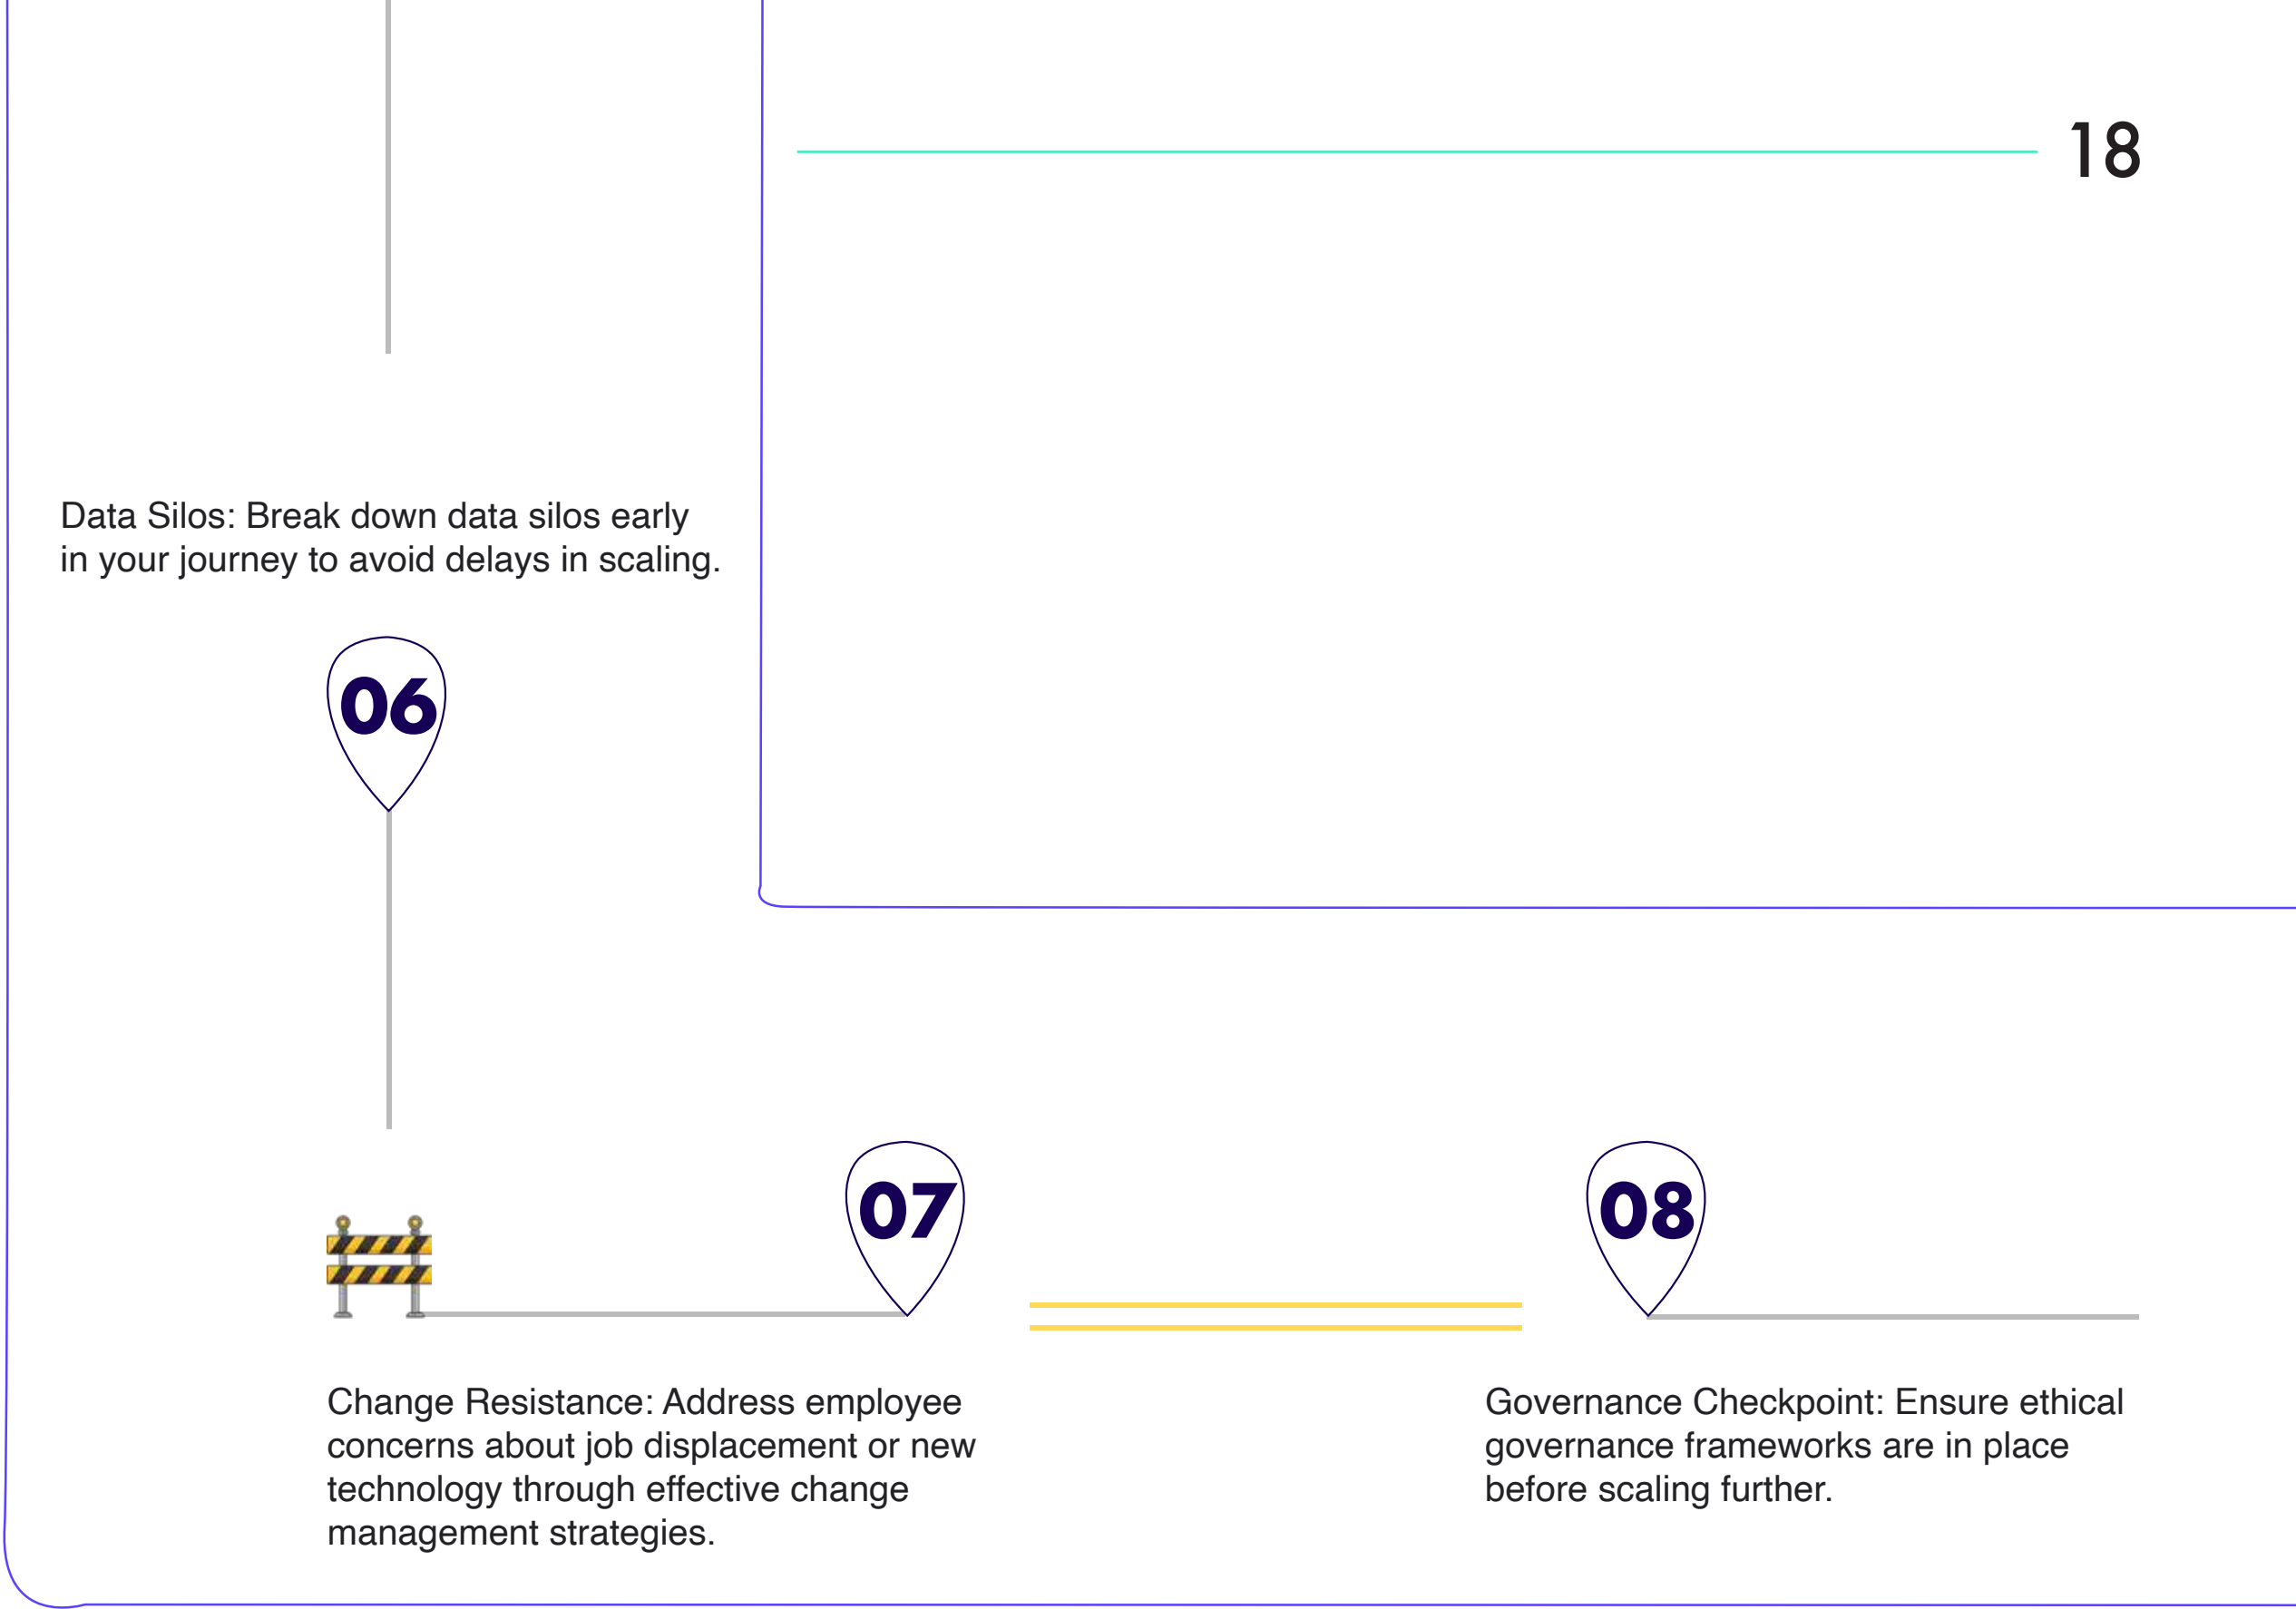 18
Data Silos: Break down data silos early
in your journey to avoid delays in scaling.
06
07
08
Change Resistance: Address employee
concerns about job displacement or new
technology through effective change
management strategies.
Governance Checkpoint: Ensure ethical
governance frameworks are in place
before scaling further.